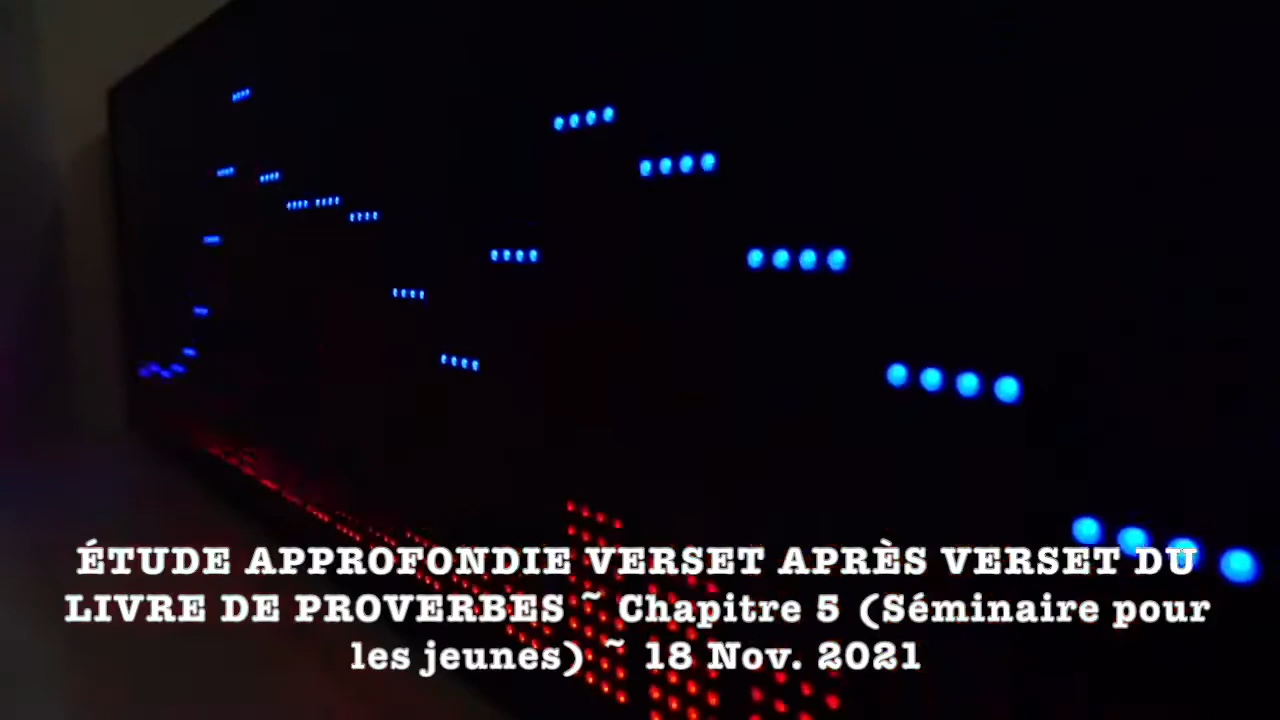 ÉTUDE APPROFONDIE VERSET APRÈS VERSET DU
LIVRE DE PROVERBES ~ Chapitre 5 (Séminaire pour
les jeunes) ~ 18 Nov. 2021